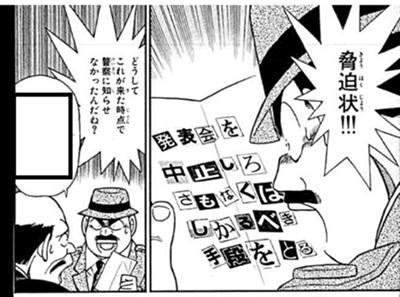 脅迫状!!!
発表会を
中止しろ
さもなくば
しかるべき
手段をとる
どうして
これが来た時点で
警察に知らせ
なかったんだね?